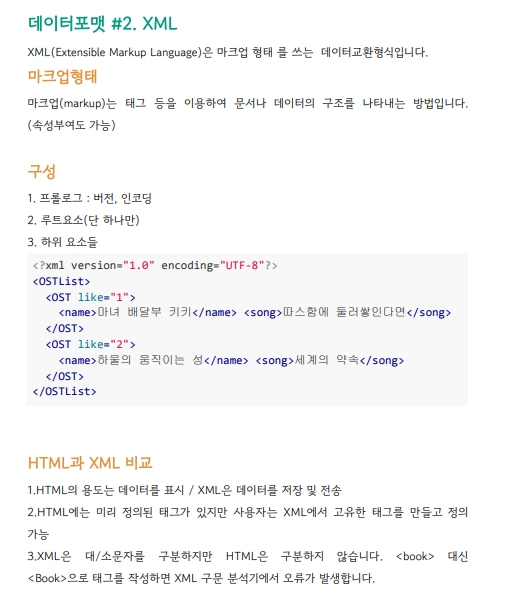 데이터포맷 #2. XML
XML(Extensible Markup Language)은 마크업 형태 를 쓰는 데이터교환형식입니다.
마크업형태
마크업(markup)는 태그 등을 이용하여 문서나 데이터의 구조를 나타내는 방법입니다.
(속성부여도 가능)
구성
1. 프롤로그 : 버전, 인코딩
2. 루트요소(단 하나만)
3. 하위 요소들
<?xml version="1.0" encoding="UTF-8"?>
<OSTList>
<OST like="1">
<name>마녀 배달부 키키</name> <song>따스함에 둘러쌓인다면</song>
</OST>
<OST like="2">
<name>하울의 움직이는 성</name> <song>세계의 약속</song>
</OST>
</OSTList>
HTML과 XML 비교
1,HTML의 용도는 데이터를 표시 / XML은 데이터를 저장 및 전송
2,HTML에는 미리 정의된 태그가 있지만 사용자는 XML에서 고유한 태그를 만들고 정의
가능
3,XML은 대/소문자를 구분하지만 HTML은 구분하지 않습니다. <book> 대신
<Book>으로 태그를 작성하면 XML 구문 분석기에서 오류가 발생합니다.